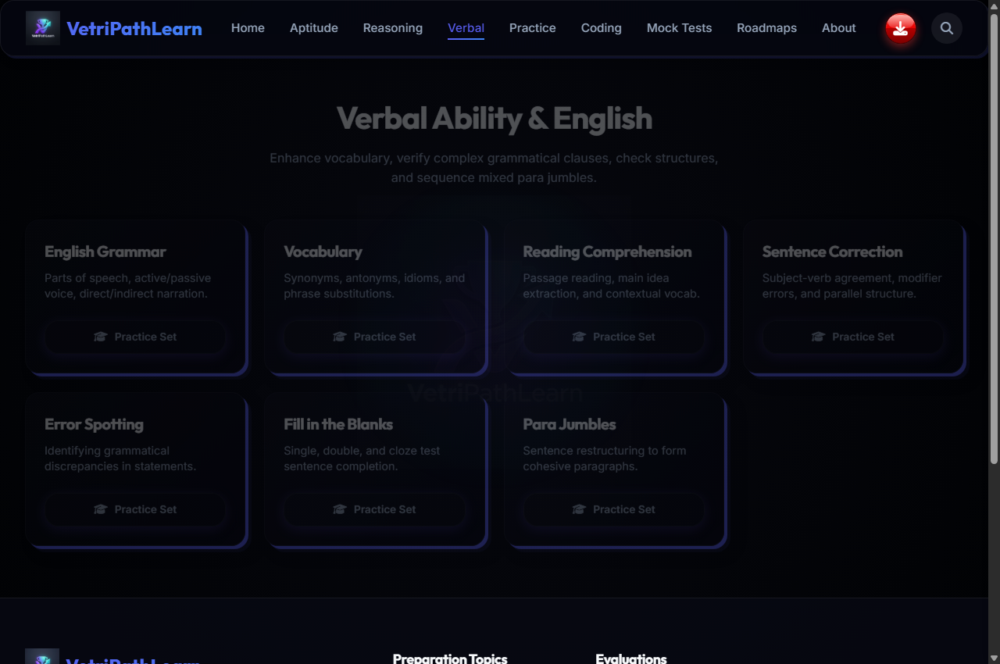 VetriPathLearn
VetriPathLearn Home Aptitude Reasoning Verbal Practice Coding Mock Tests Roadmaps About
Verbal Ability & English
Enhance vocabulary, verify complex grammatical clauses, check structures,
and sequence mixed para jumbles.
English Grammar
Parts of speech, active/passive
voice, direct/indirect narration.
Practice Set
Vocabulary
Synonyms, antonyms, idioms, and
phrase substitutions.
Practice Set
Reading Comprehension
Passage reading, main idea
extraction, and contextual vocab.
Practice Set
Sentence Correction
Subject-verb agreement, modifier
errors, and parallel structure.
Practice Set
VetriPathLearn
Error Spotting
Identifying grammatical
discrepancies in statements.
Practice Set
Fill in the Blanks
Single, double, and cloze test
sentence completion.
Practice Set
Para Jumbles
Sentence restructuring to form
cohesive paragraphs.
Practice Set
VetriPathLearn
Preparation Topics
Evaluations